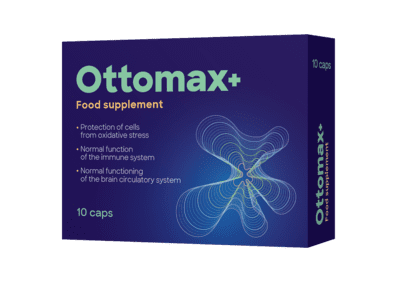 Ottomax+
Food supplement
• Protection of cells
from oxidative stress
• Normal function
of the immune system
• Normal functioning
of the brain circulatory system
10 caps
10 caps
Ottomax+
Food supplement